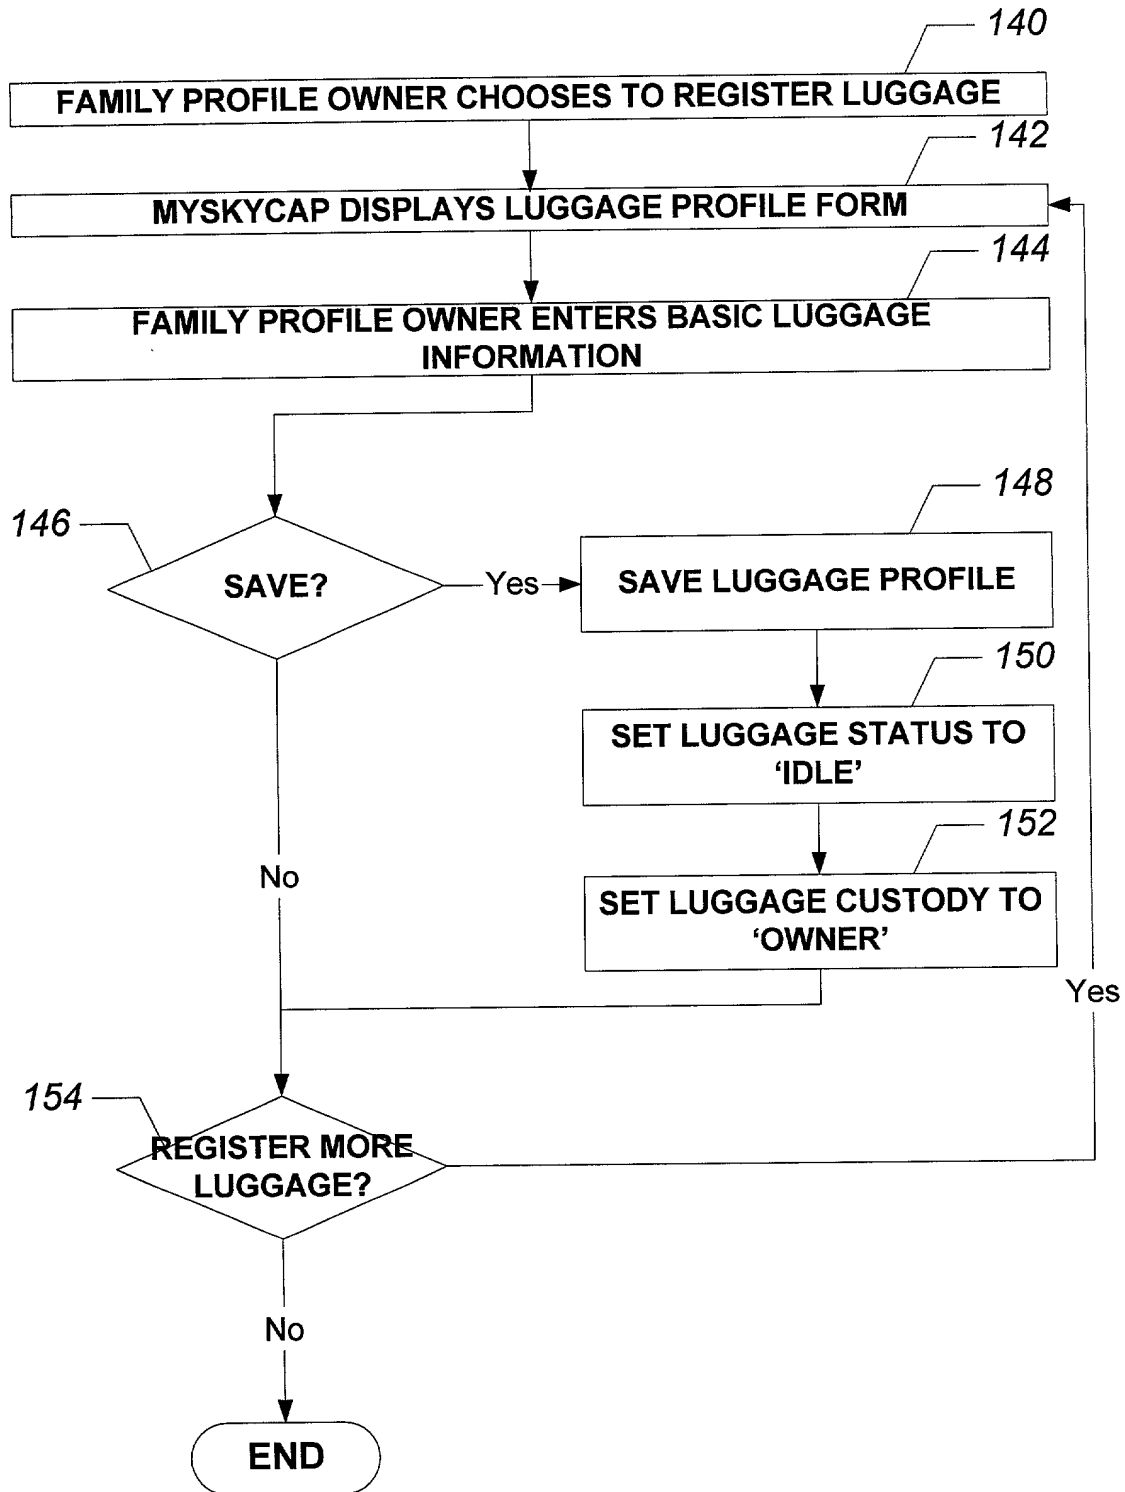 140
FAMILY PROFILE OWNER CHOOSES TO REGISTER LUGGAGE
142
MYSKYCAP DISPLAYS LUGGAGE PROFILE FORM
144
FAMILY PROFILE OWNER ENTERS BASIC LUGGAGE
INFORMATION
146
SAVE?
Yes
148
SAVE LUGGAGE PROFILE
150
SET LUGGAGE STATUS TO
‘IDLE’
152
No
SET LUGGAGE CUSTODY TO
‘OWNER’
Yes
154
REGISTER MORE
LUGGAGE?
No
END